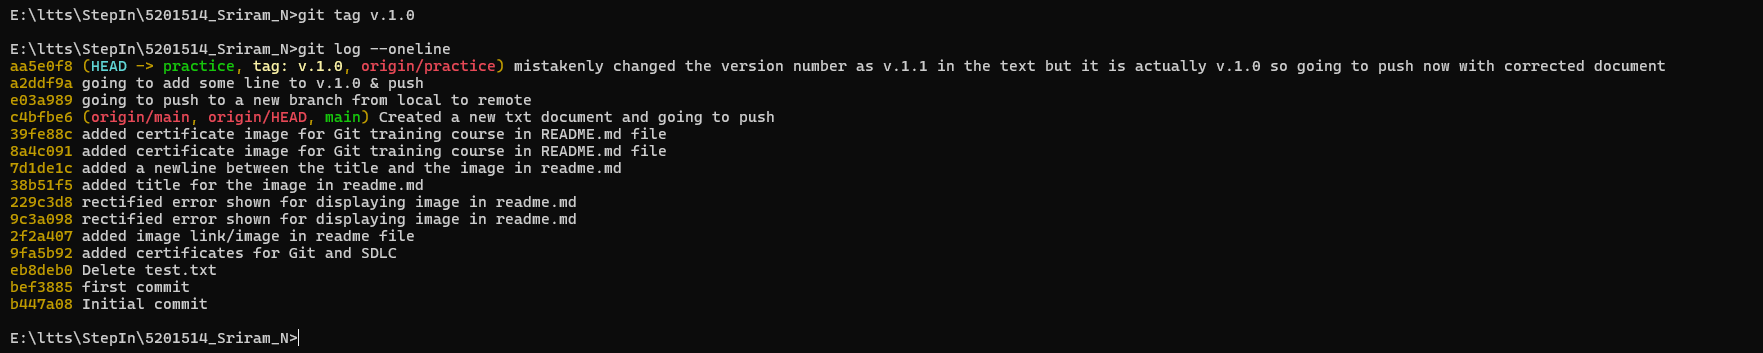 E:\ltts\StepIn\5201514_Sriram_N>git tag v.1.0
E:\ltts\StepIn\5201514_Sriram_N>git log --oneline
aa5e0f8 (HEAD -> practice, tag: v.1.0, origin/practice) mistakenly changed the version number as v.1.1 in the text but it is actually v.1.0 so going to push now with corrected document
a2ddf9a going to add some line to v.1.0 & push
e03a989 going to push to a new branch from local to remote
c4bfbe6 (origin/main, origin/HEAD, main) Created a new txt document and going to push
39fe88c added certificate image for Git training course in README.md file
8a4c091 added certificate image for Git training course in README.md file
7d1de1c added a newline between the title and the image in readme.md
38b51f5 added title for the image in readme.md
229c3d8 rectified error shown for displaying image in readme.md
9c3a098 rectified error shown for displaying image in readme.md
2f2a407 added image link/image in readme file
9fa5b92 added certificates for Git and SDLC
eb8deb0 Delete test.txt
bef3885 first commit
b447a08 Initial commit
E:\ltts\StepIn\5201514_Sriram_N>